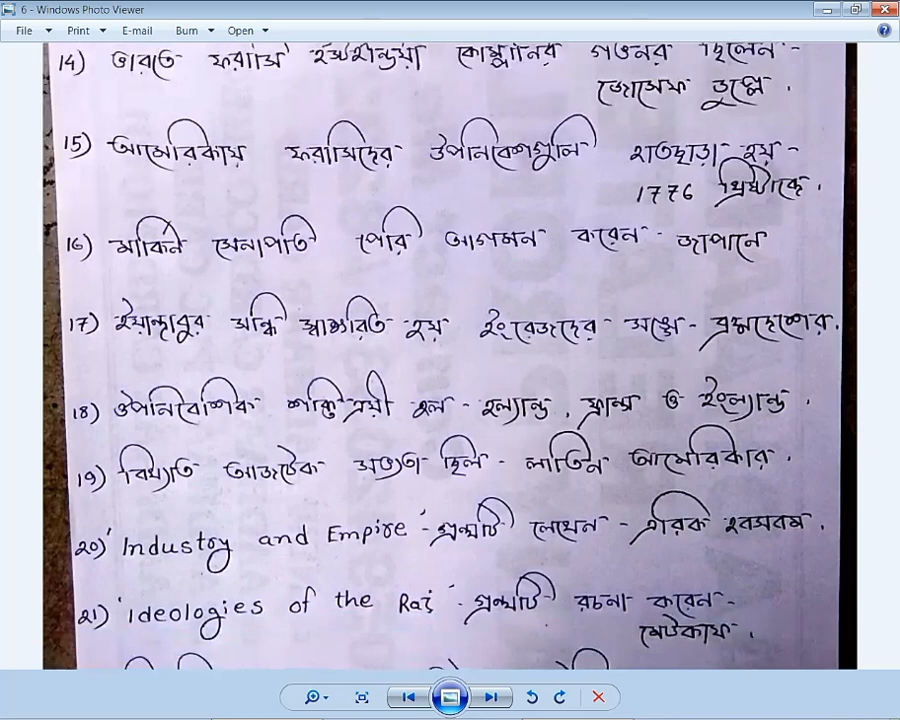 6 - Windows Photo Viewer
File Print E-mail Burn Open
14) ভারতে ফরাসি ইস্টইন্ডিয়া কোম্পানির গভর্নর ছিলেন -
জোসেফ ডুপ্লে.
15) আমেরিকায় ফরাসিদের উপনিবেশগুলি হাতছাড়া হয় -
1776 খ্রিষ্টাব্দে.
16) মার্কিন সেনাপতি পেরি আগমন করেন - জাপানে
17) ইয়ান্দাবুর সন্ধি স্বাক্ষরিত হয় ইংরেজদের সঙ্গে - ব্রহ্মদেশের.
18) ঔপনিবেশিক শক্তিত্রয়ী হল - হল্যান্ড, ফ্রান্স ও ইংল্যান্ড.
19) বিখ্যাত আজটেক সভ্যতা ছিল - লাতিন আমেরিকার.
20) 'Industry and Empire' - গ্রন্থটি লেখেন - এরিক হবসবম.
21) 'Ideologies of the Raj' - গ্রন্থটি রচনা করেন -
মেটকাফ.